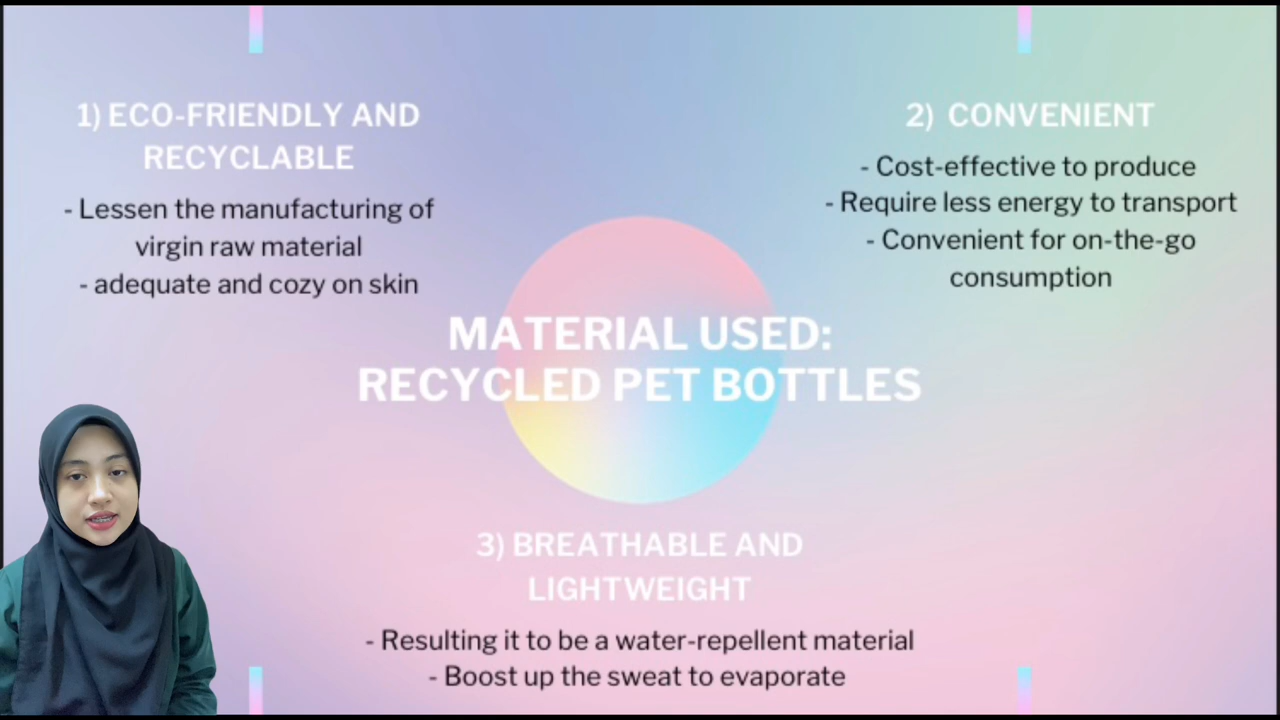 1) ECO-FRIENDLY AND
RECYCLABLE
- Lessen the manufacturing of
virgin raw material
- adequate and cozy on skin
2) CONVENIENT
- Cost-effective to produce
- Require less energy to transport
- Convenient for on-the-go
consumption
MATERIAL USED:
RECYCLED PET BOTTLES
3) BREATHABLE AND
LIGHTWEIGHT
- Resulting it to be a water-repellent material
- Boost up the sweat to evaporate